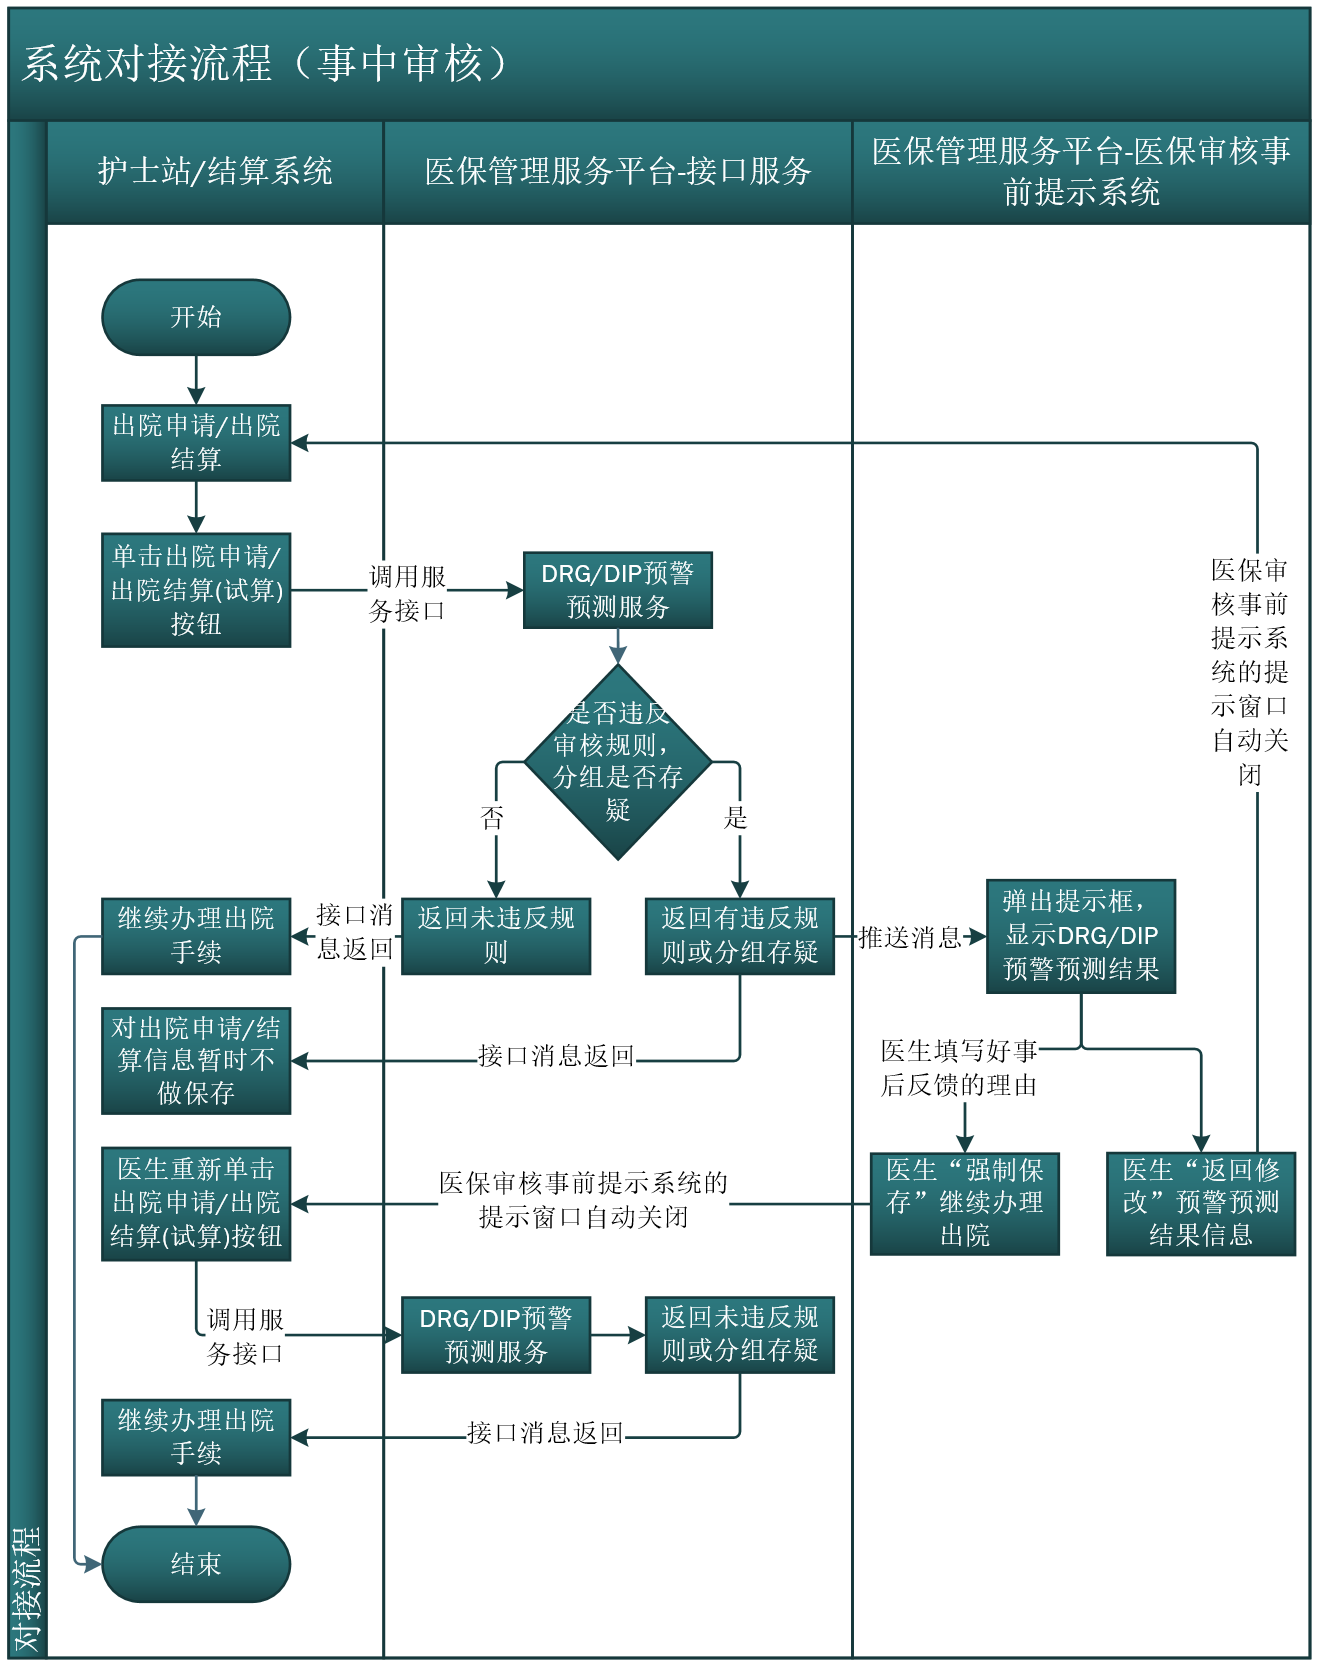 系统对接流程（事中审核）
护士站/结算系统
医保管理服务平台-接口服务
医保管理服务平台-医保审核事
前提示系统
开始
出院申请/出院
结算
单击出院申请/
出院结算(试算)
按钮
调用服
务接口
DRG/DIP预警
预测服务
医保审
核事前
提示系
统的提
示窗口
自动关
闭
是否违反
审核规则，
分组是否存
疑
否
是
继续办理出院
手续
接口消
息返回
返回未违反规
则
返回有违反规
则或分组存疑
推送消息
弹出提示框，
显示DRG/DIP
预警预测结果
对出院申请/结
算信息暂时不
做保存
接口消息返回
医生填写好事
后反馈的理由
医生重新单击
出院申请/出院
结算(试算)按钮
医保审核事前提示系统的
提示窗口自动关闭
医生“强制保
存”继续办理
出院
医生“返回修
改”预警预测
结果信息
调用服
务接口
DRG/DIP预警
预测服务
返回未违反规
则或分组存疑
继续办理出院
手续
接口消息返回
结束
对接流程